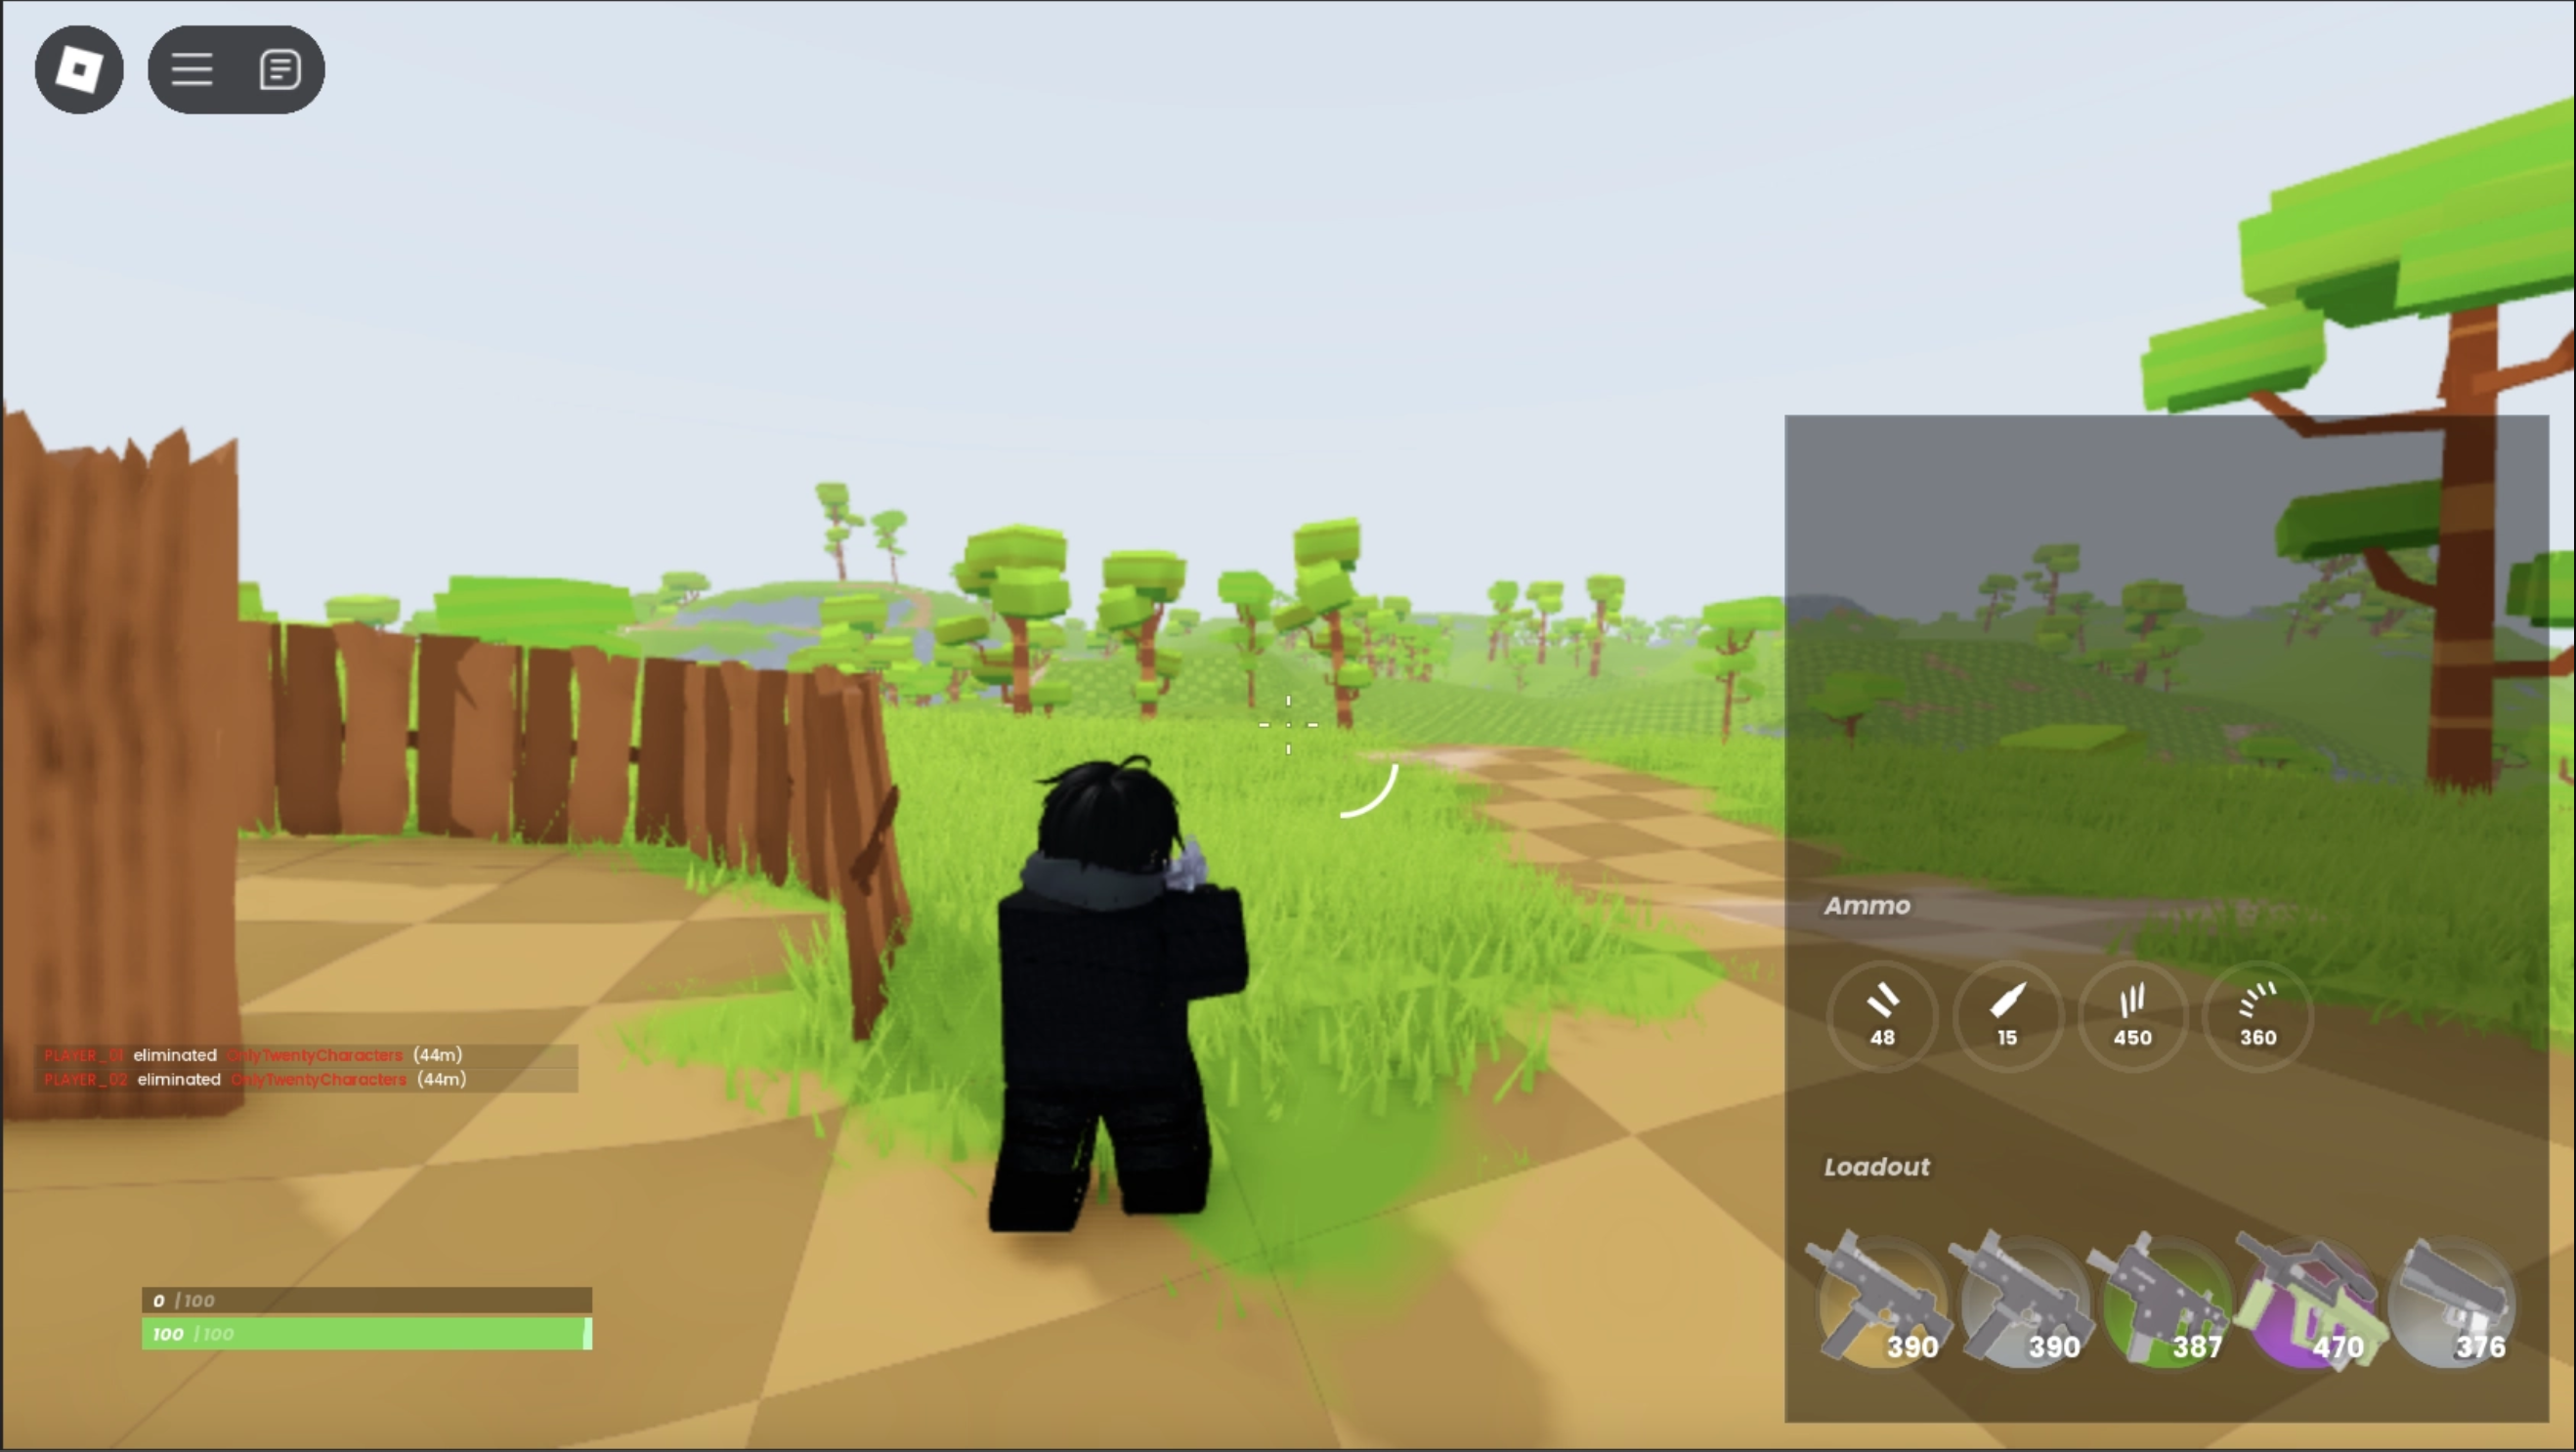 Ammo
48 15 450 360
PLAYER_01 eliminated OnlyTwentyCharacters (44m)
PLAYER_02 eliminated OnlyTwentyCharacters (44m)
Loadout
0 | 100
100 | 100
390 390 387 470 376